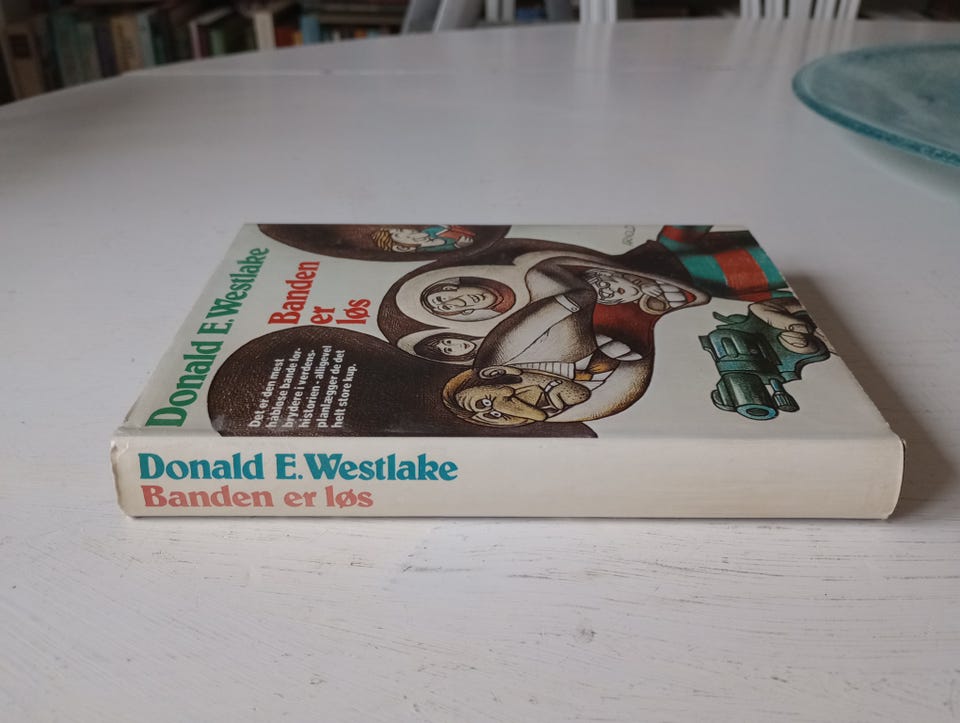 Donald E. Westlake
Banden
er
løs
Det er den mest
håbløse bande for-
brydere i verdens-
historien - alligevel
planlægger de det
helt store kup.
Donald E. Westlake
Banden er løs